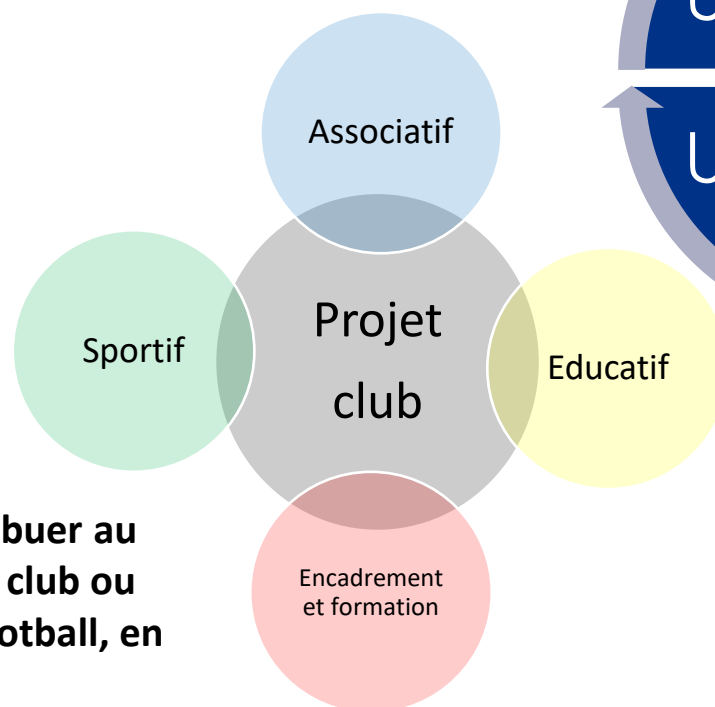 Associatif
Projet
club
Sportif
Educatif
Encadrement
et formation
buer au
club ou
otball, en
U